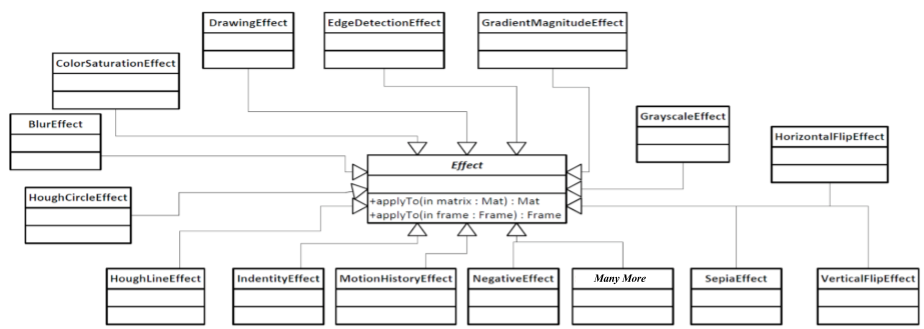 DrawingEffect
EdgeDetectionEffect
GradientMagnitudeEffect
ColorSaturationEffect
BlurEffect
GrayscaleEffect
HorizontalFlipEffect
Effect
+applyTo(in matrix : Mat) : Mat
+applyTo(in frame : Frame) : Frame
HoughCircleEffect
HoughLineEffect
IndentityEffect
MotionHistoryEffect
NegativeEffect
Many More
SepiaEffect
VerticalFlipEffect